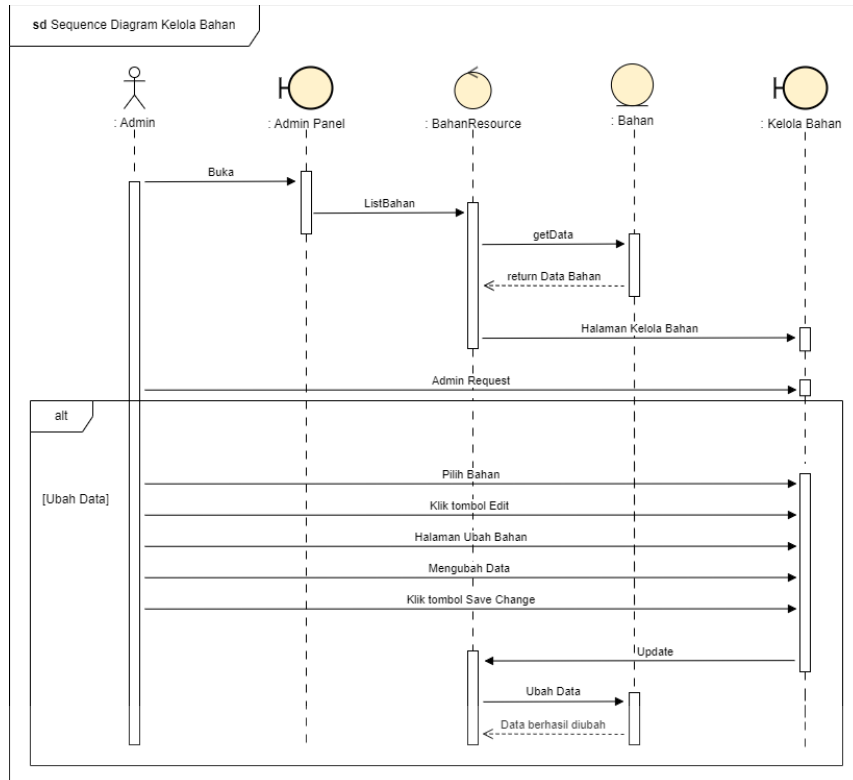 sd Sequence Diagram Kelola Bahan
: Admin
: Admin Panel
: BahanResource
: Bahan
: Kelola Bahan
Buka
ListBahan
getData
return Data Bahan
Halaman Kelola Bahan
Admin Request
alt
[Ubah Data]
Pilih Bahan
Klik tombol Edit
Halaman Ubah Bahan
Mengubah Data
Klik tombol Save Change
Update
Ubah Data
Data berhasil diubah